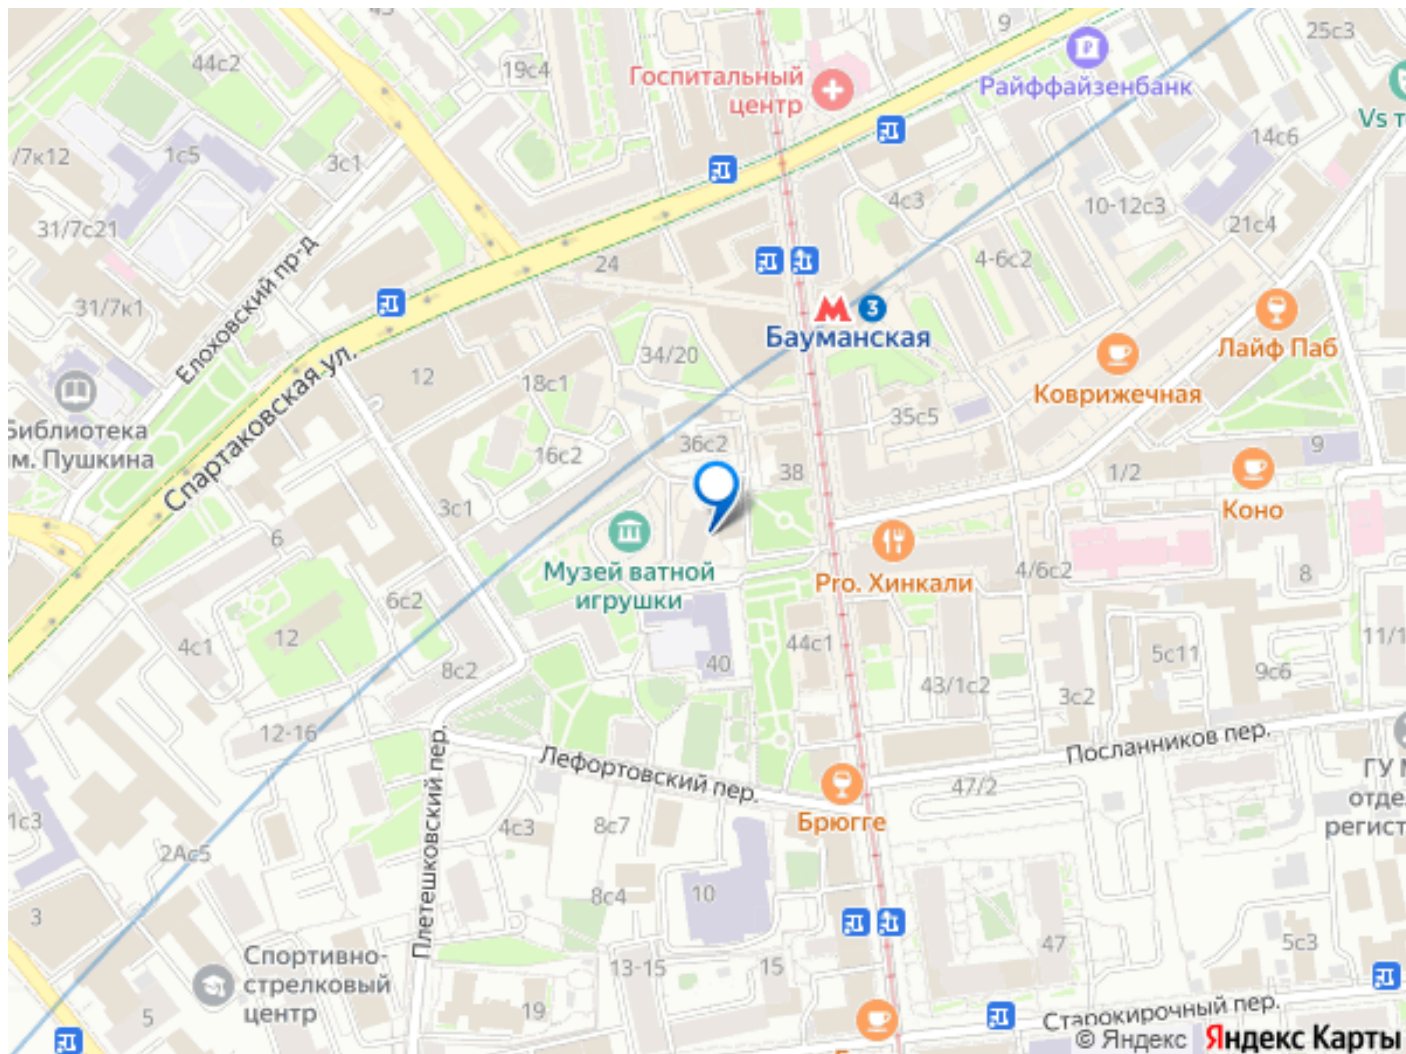 45
9
25с3
44с2
19с4
Госпитальный
центр
Райффайзенбанк
Vs т
14с6
/7к12
1с5
3с1
4с3
10-12с3
21с4
31/7с21
24
4-6с2
31/7к1
Елоховский пр-д
М 3
Бауманская
Лайф Паб
34/20
12
18с1
Коврижечная
Спартаковская ул.
35с5
Библиотека
им. Пушкина
36с2
16с2
38
1/2
9
Коно
3с1
6
Музей ватной
игрушки
Pro. Хинкали
4/6с2
8
6с2
12
4с1
8с2
40
44с1
43/1с2
5с11
11/1
9с6
3с2
12-16
Лефортовский пер.
Посланников пер.
Плетешковский пер.
47/2
Брюгге
ГУ М
отде
регист
1с3
2Ас5
4с3
8с7
8с4
10
3
47
5с3
Спортивно-
стрелковый
центр
13-15
15
19
5
Старокирочный пер.
© Яндекс Яндекс Карты